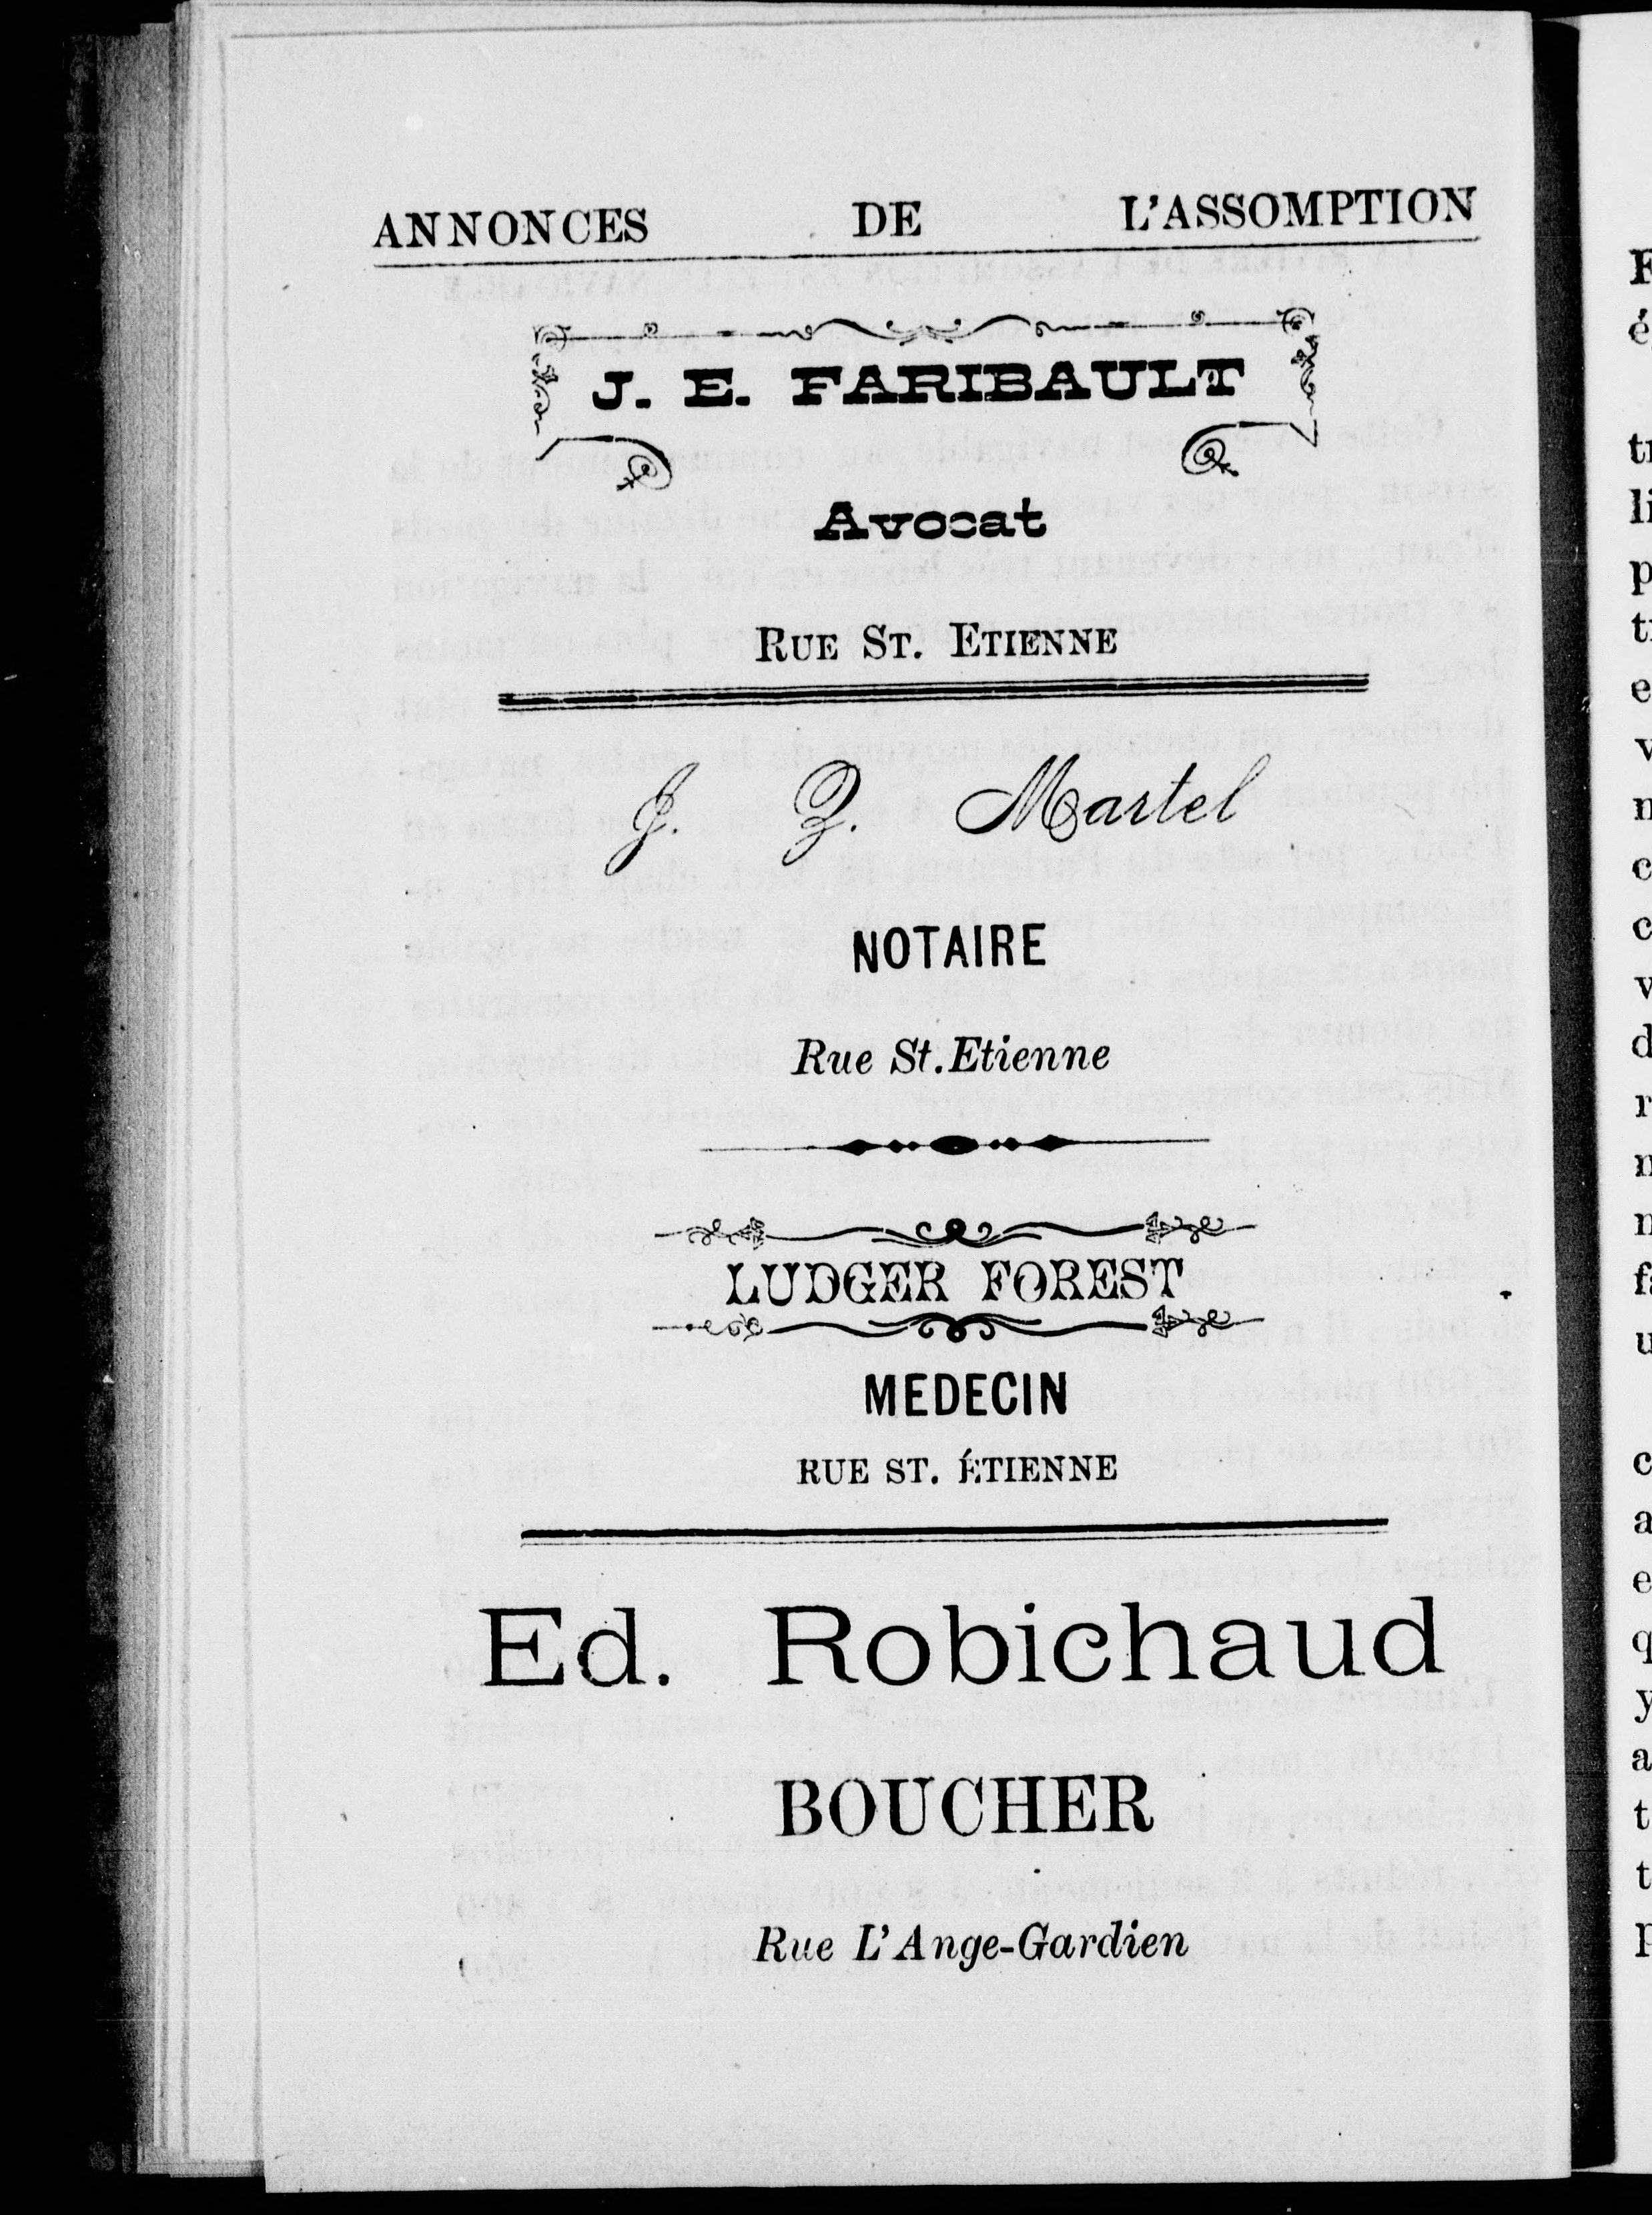 ANNONCES DE L'ASSOMPTION
J. E. FARIBAULT
Avocat
RUE ST. ETIENNE
J. Z. Martel
NOTAIRE
Rue St. Etienne
LUDGER FOREST
MEDECIN
RUE ST. ÉTIENNE
Ed. Robichaud
BOUCHER
Rue L'Ange-Gardien